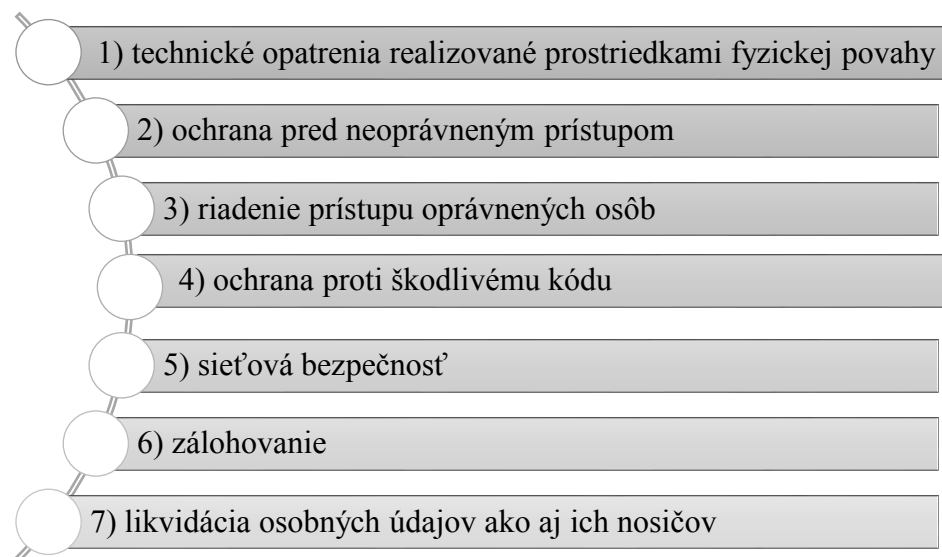 1) technické opatrenia realizované prostriedkami fyzickej povahy
2) ochrana pred neoprávneným prístupom
3) riadenie prístupu oprávnených osôb
4) ochrana proti škodlivému kódu
5) sieťová bezpečnosť
6) zálohovanie
7) likvidácia osobných údajov ako aj ich nosičov